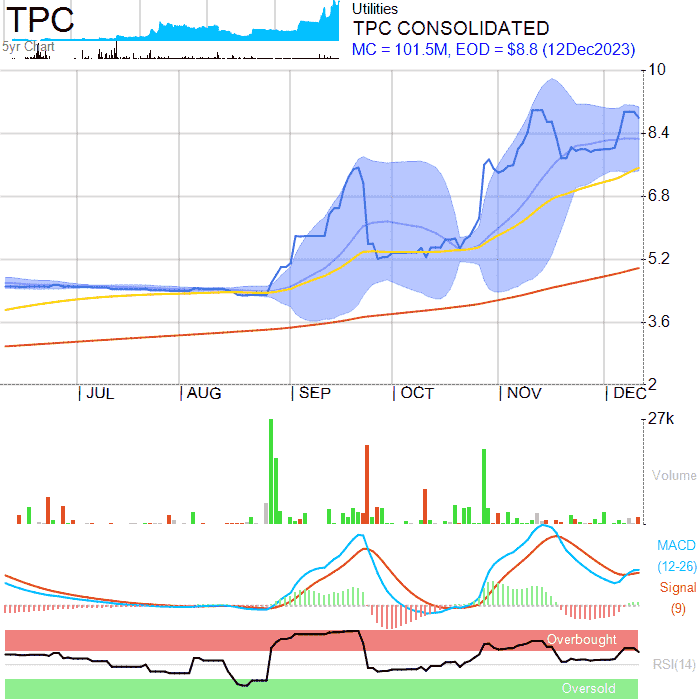 TPC
5yr Chart
Utilities
TPC CONSOLIDATED
MC = 101.5M, EOD = $8.8 (12Dec2023)
10
8.4
6.8
5.2
3.6
2
| JUL | AUG | SEP | OCT | NOV | DEC
27k
Volume
MACD
(12-26)
Signal
(9)
Overbought
RSI(14)
Oversold